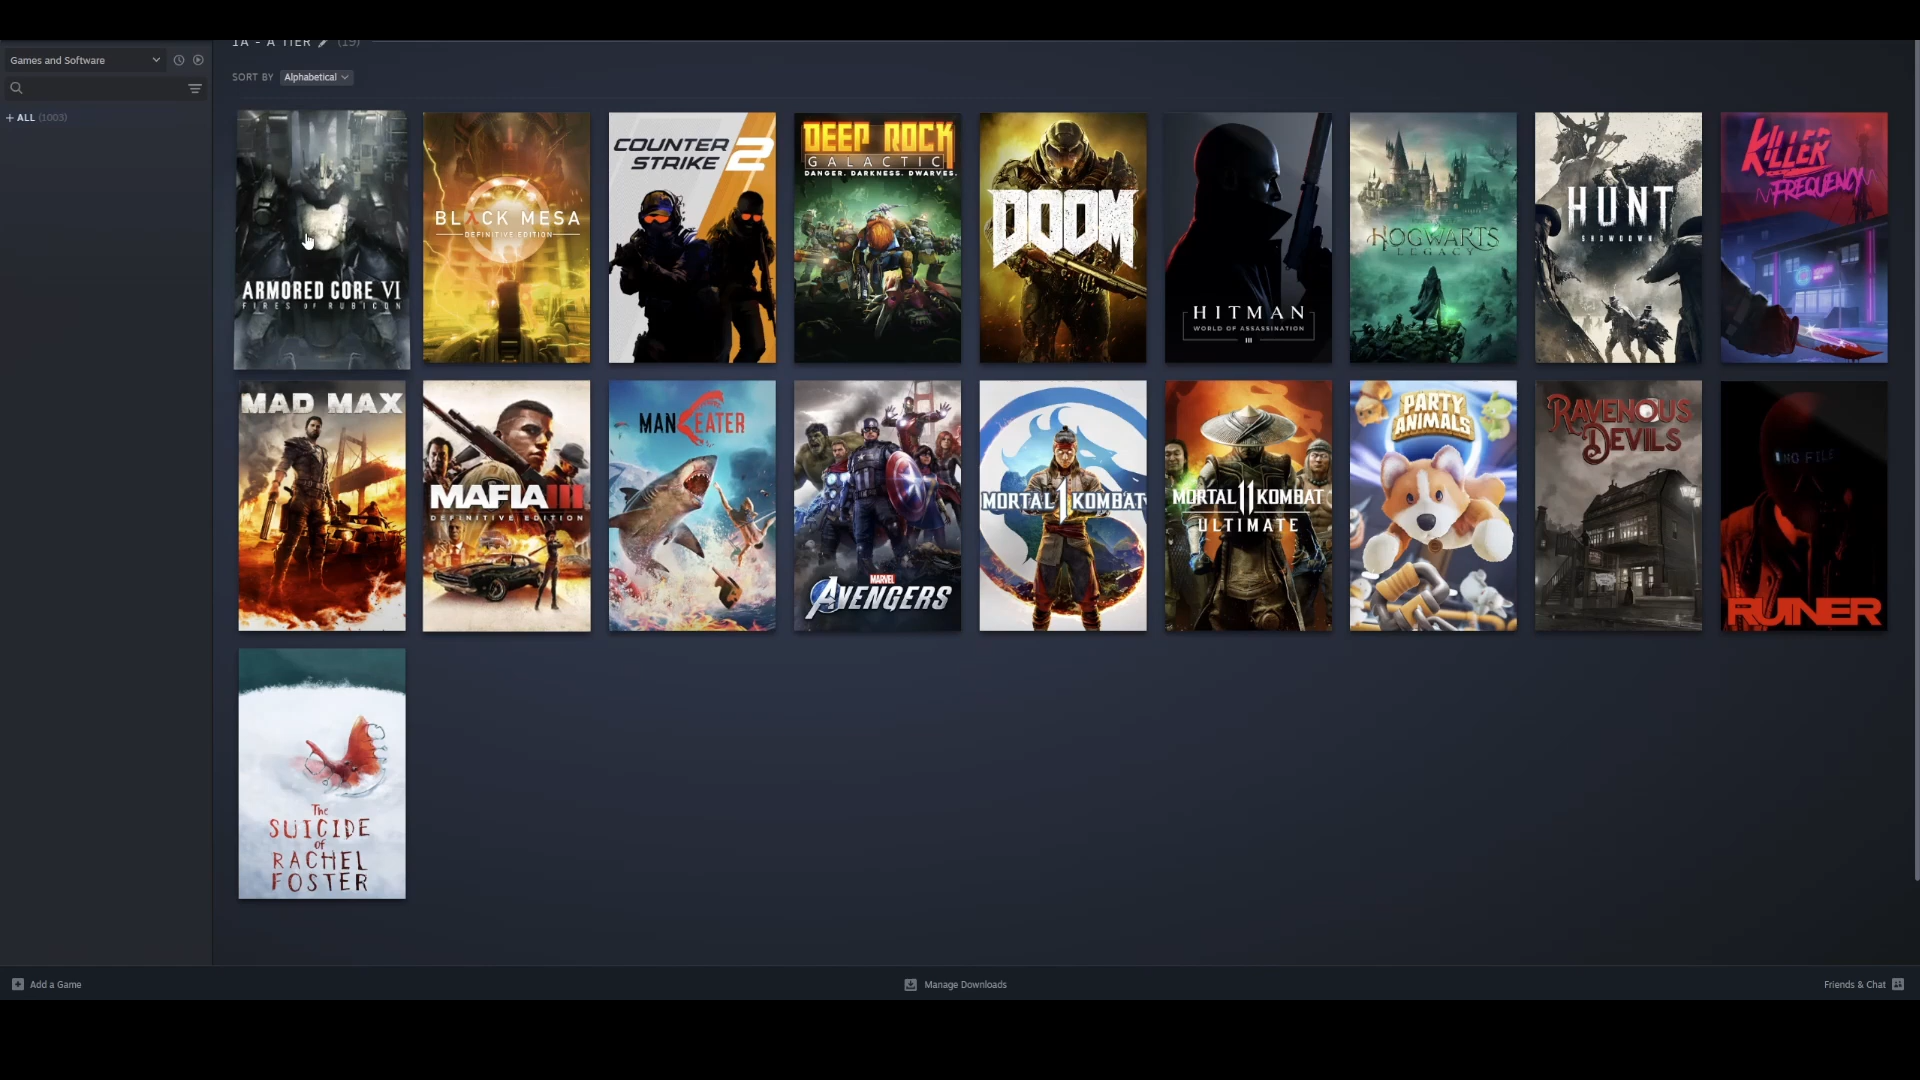 1A - A TIER (19)
Games and Software
SORT BY Alphabetical
+ ALL (1003)
ARMORED CORE VI
FIRES OF RUBICON
BLACK MESA
DEFINITIVE EDITION
COUNTER
STRIKE 2
DEEP ROCK
GALACTIC
DANGER. DARKNESS. DWARVES.
DOOM
HITMAN
WORLD OF ASSASSINATION
III
HOGWARTS
LEGACY
HUNT
SHOWDOWN
KILLER
FREQUENCY
MAD MAX
MAFIA III
DEFINITIVE EDITION
MANEATER
MARVEL
AVENGERS
MORTAL 1 KOMBAT
MORTAL 11 KOMBAT
ULTIMATE
PARTY
ANIMALS
RAVENOUS
DEVILS
NO FILE
RUINER
The
SUICIDE
of
RACHEL
FOSTER
Add a Game
Manage Downloads
Friends & Chat